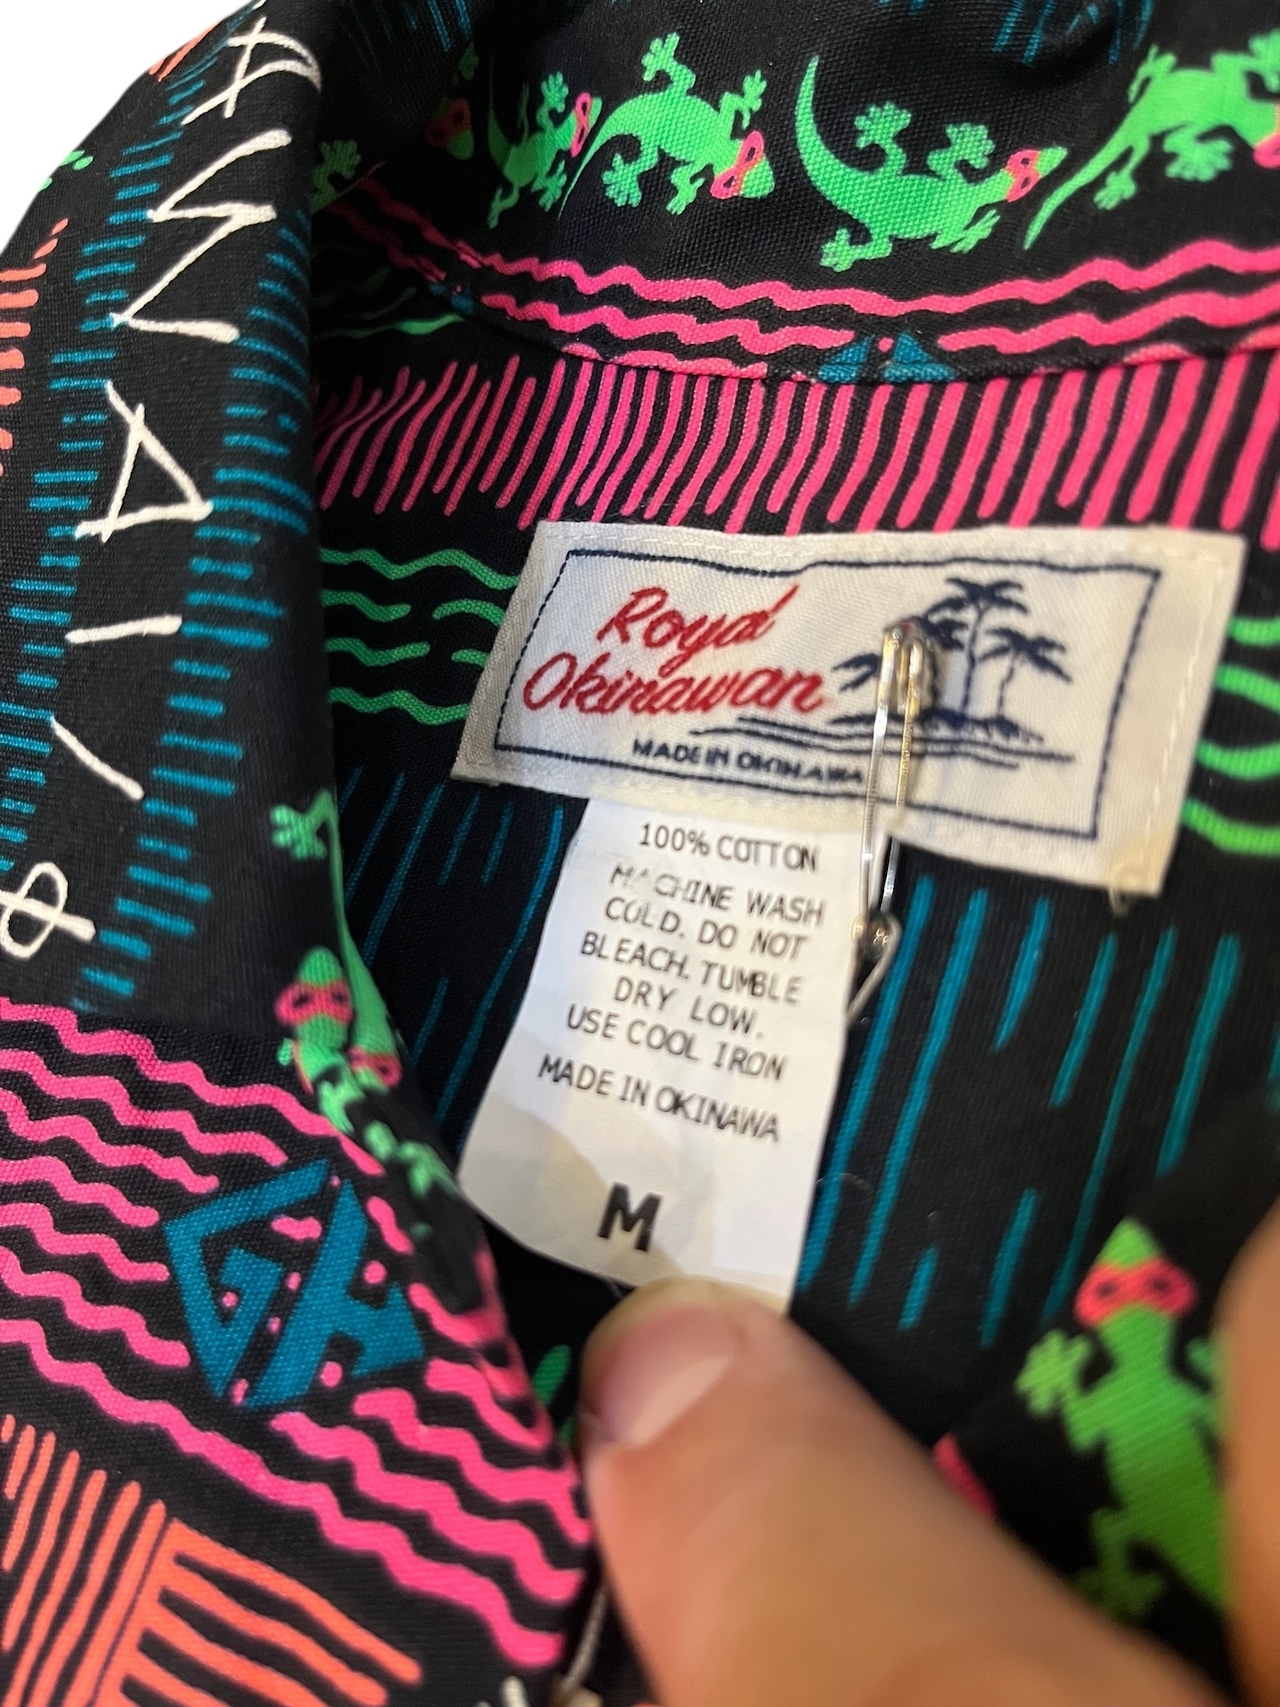 AWAII
Royal
Okinawan
MADE IN OKINAWA
100% COTTON
MACHINE WASH
COLD. DO NOT
BLEACH. TUMBLE
DRY LOW.
USE COOL IRON
MADE IN OKINAWA
M